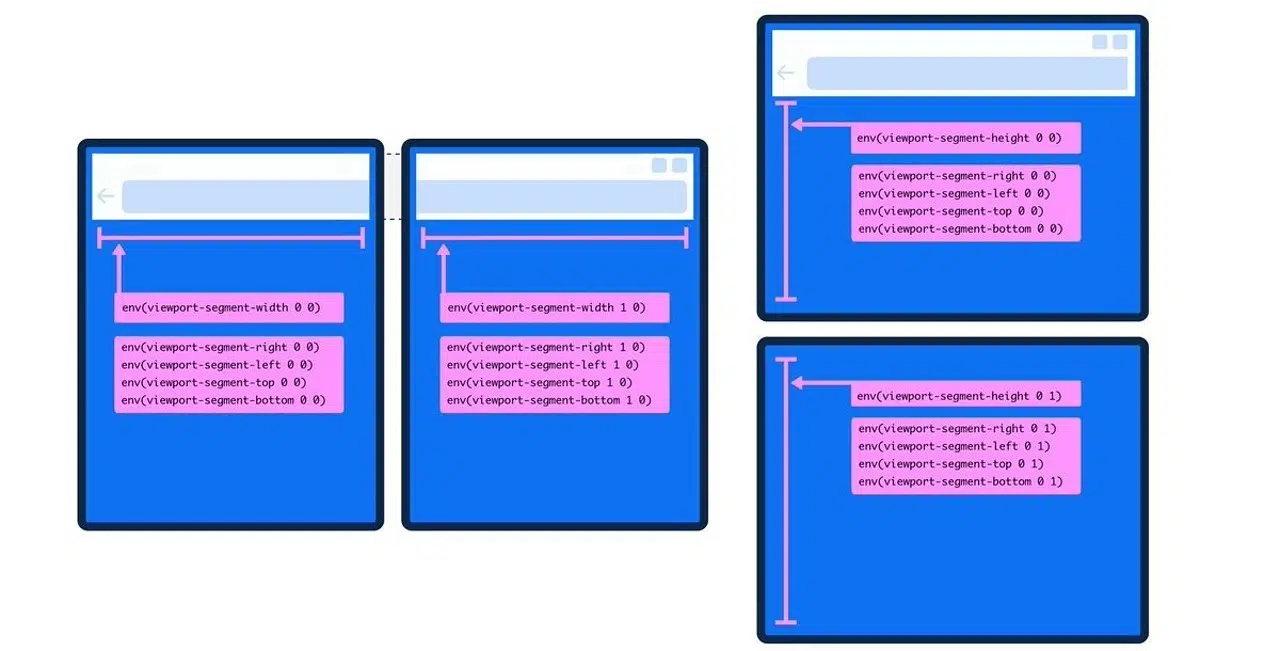 env(viewport-segment-width 0 0)
env(viewport-segment-right 0 0)
env(viewport-segment-left 0 0)
env(viewport-segment-top 0 0)
env(viewport-segment-bottom 0 0)
env(viewport-segment-width 1 0)
env(viewport-segment-right 1 0)
env(viewport-segment-left 1 0)
env(viewport-segment-top 1 0)
env(viewport-segment-bottom 1 0)
env(viewport-segment-height 0 0)
env(viewport-segment-right 0 0)
env(viewport-segment-left 0 0)
env(viewport-segment-top 0 0)
env(viewport-segment-bottom 0 0)
env(viewport-segment-height 0 1)
env(viewport-segment-right 0 1)
env(viewport-segment-left 0 1)
env(viewport-segment-top 0 1)
env(viewport-segment-bottom 0 1)